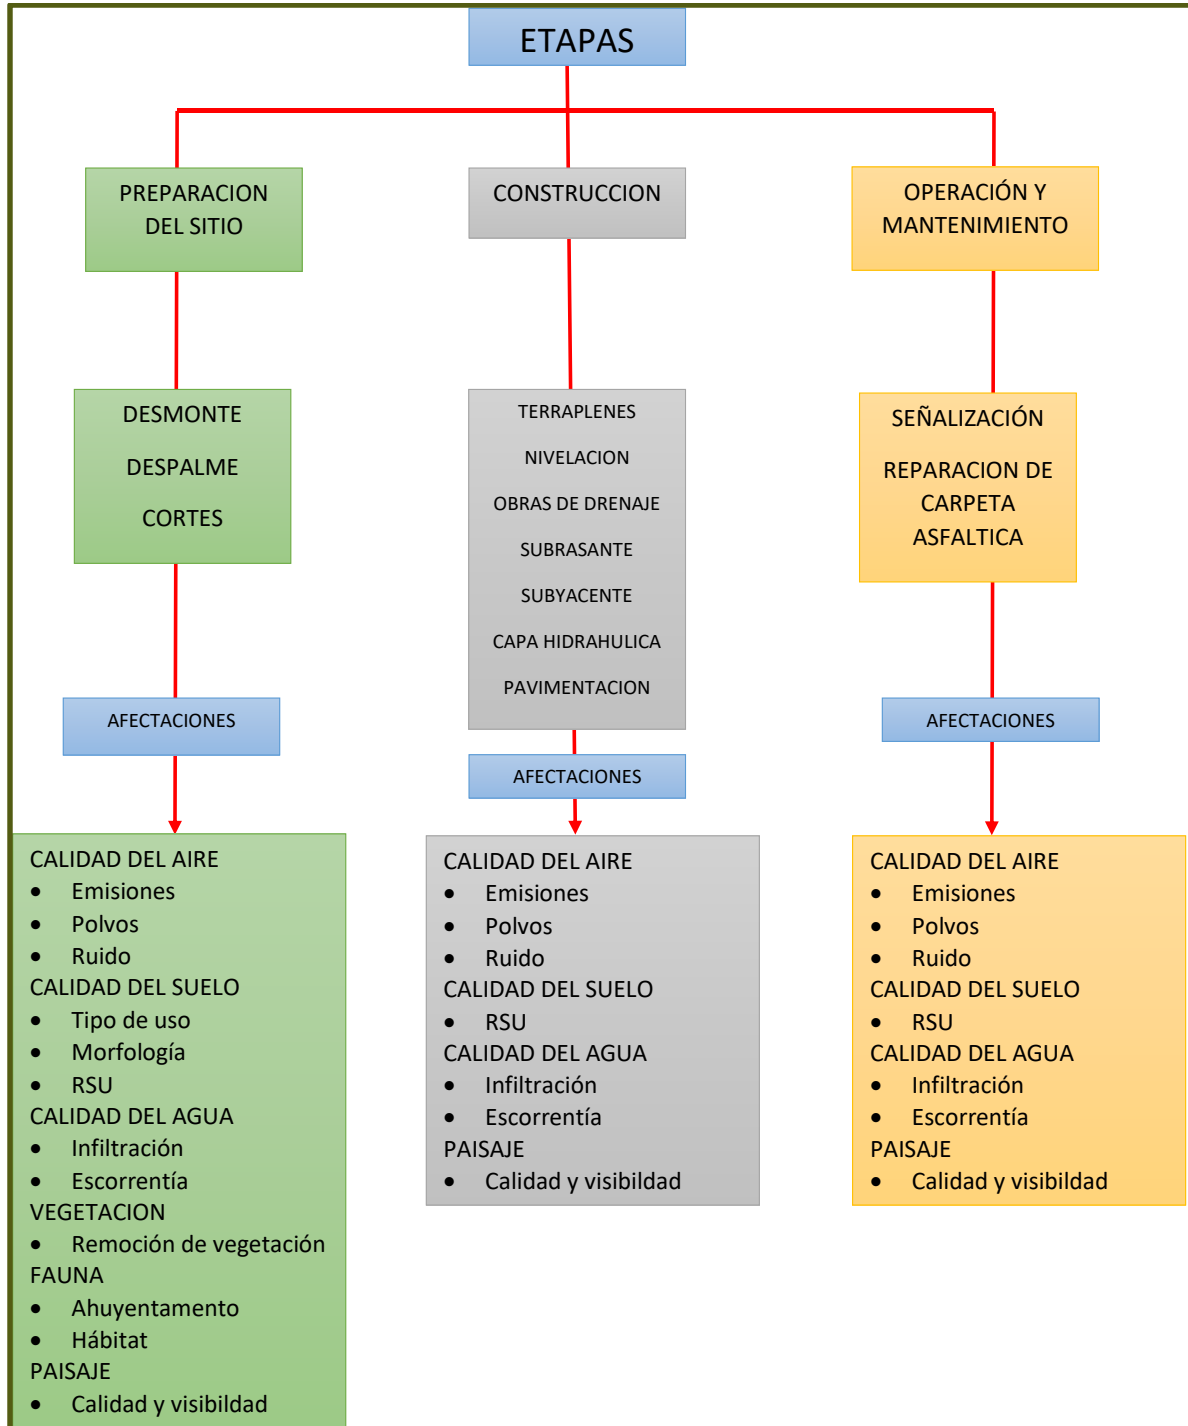 ETAPAS
PREPARACION
DEL SITIO
CONSTRUCCION
OPERACIÓN Y
MANTENIMIENTO
DESMONTE
DESPALME
CORTES
TERRAPLENES
NIVELACION
OBRAS DE DRENAJE
SUBRASANTE
SUBYACENTE
CAPA HIDRAHULICA
PAVIMENTACION
SEÑALIZACIÓN
REPARACION DE
CARPETA
ASFALTICA
AFECTACIONES
AFECTACIONES
AFECTACIONES
CALIDAD DEL AIRE
• Emisiones
• Polvos
• Ruido
CALIDAD DEL SUELO
• Tipo de uso
• Morfología
• RSU
CALIDAD DEL AGUA
• Infiltración
• Escorrentía
VEGETACION
• Remoción de vegetación
FAUNA
• Ahuyentamento
• Hábitat
PAISAJE
• Calidad y visibildad
CALIDAD DEL AIRE
• Emisiones
• Polvos
• Ruido
CALIDAD DEL SUELO
• RSU
CALIDAD DEL AGUA
• Infiltración
• Escorrentía
PAISAJE
• Calidad y visibildad
CALIDAD DEL AIRE
• Emisiones
• Polvos
• Ruido
CALIDAD DEL SUELO
• RSU
CALIDAD DEL AGUA
• Infiltración
• Escorrentía
PAISAJE
• Calidad y visibildad